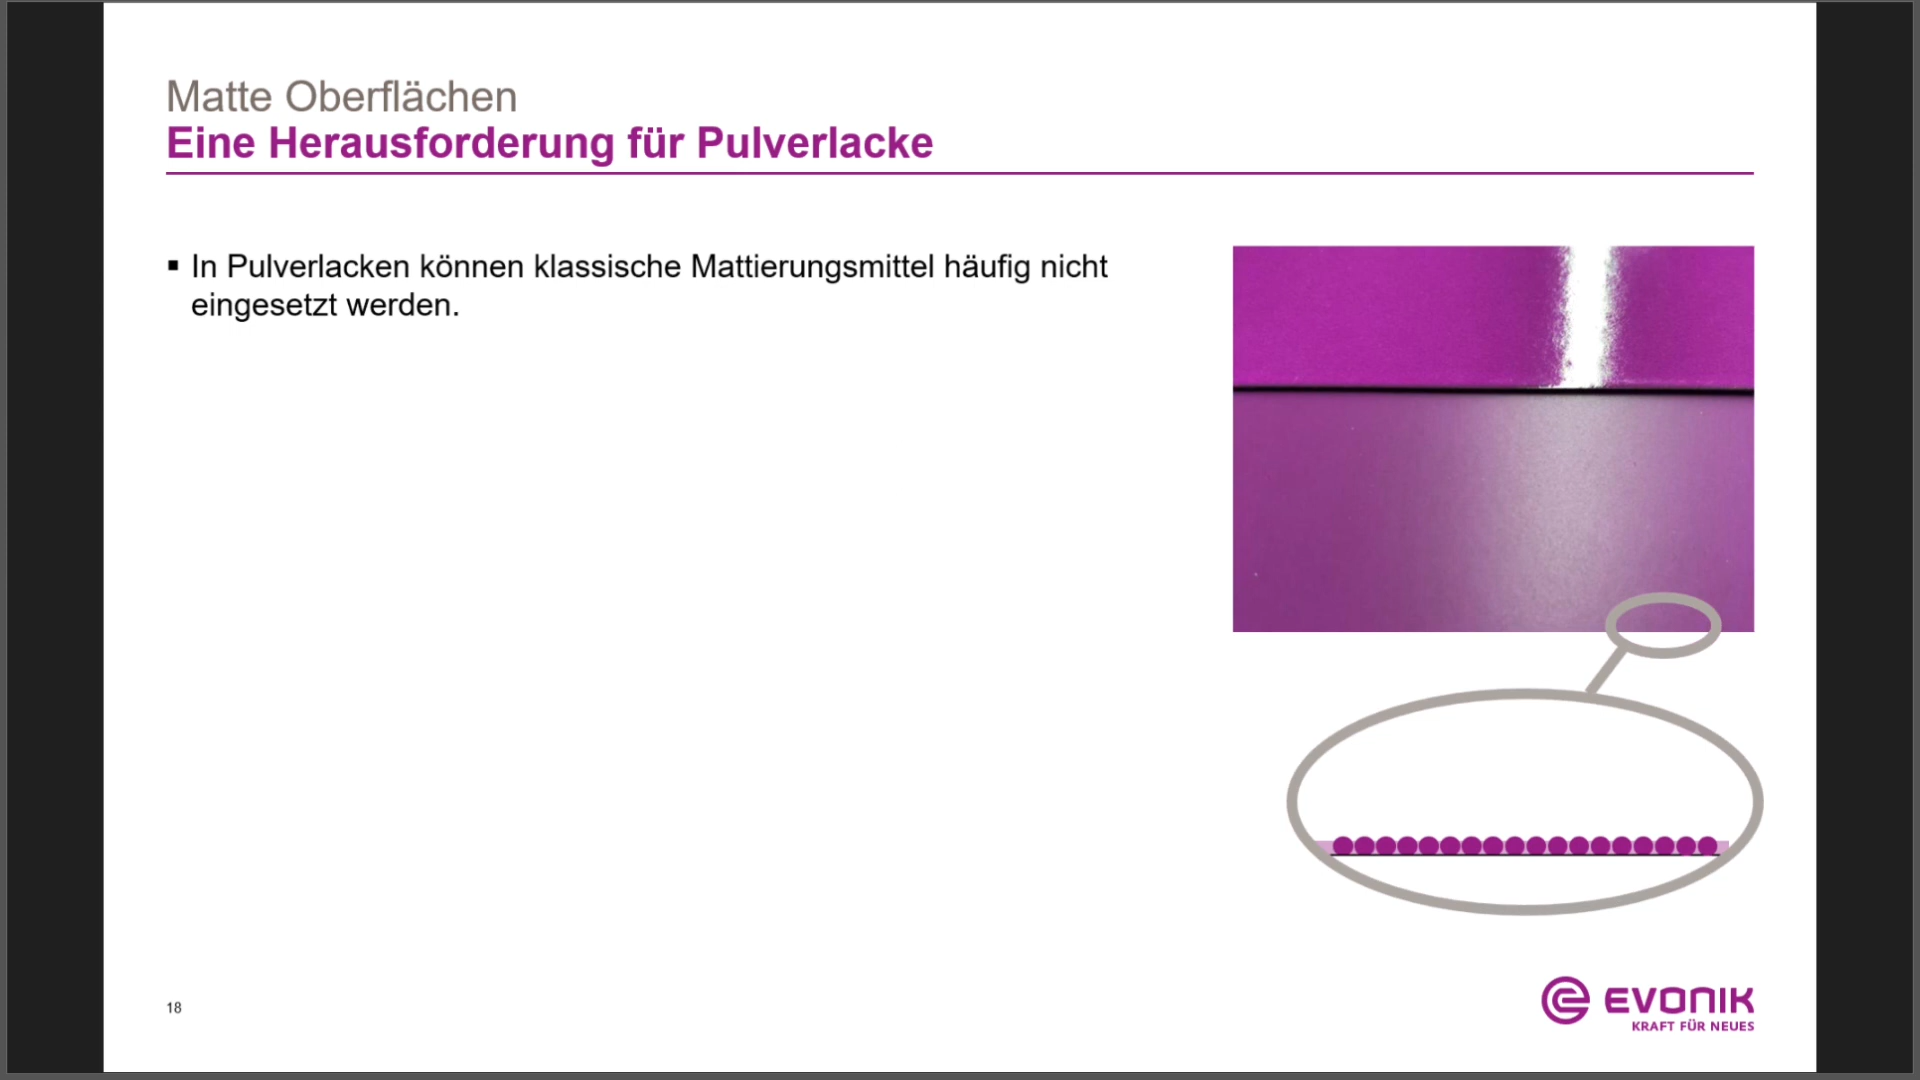 Matte Oberflächen
Eine Herausforderung für Pulverlacke
▪ In Pulverlacken können klassische Mattierungsmittel häufig nicht
eingesetzt werden.
18
EVONIK
KRAFT FÜR NEUES